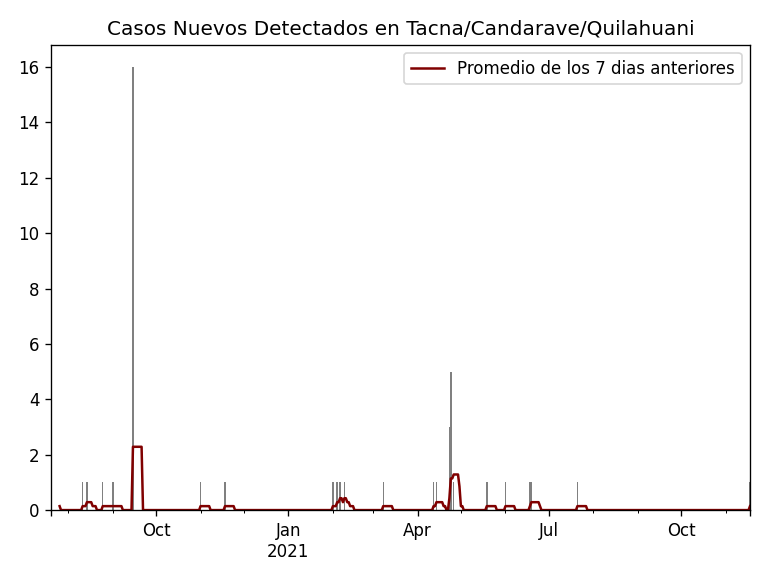 Casos Nuevos Detectados en Tacna/Candarave/Quilahuani
Promedio de los 7 dias anteriores
16
14
12
10
8
6
4
2
0
Oct
Jan
2021
Apr
Jul
Oct